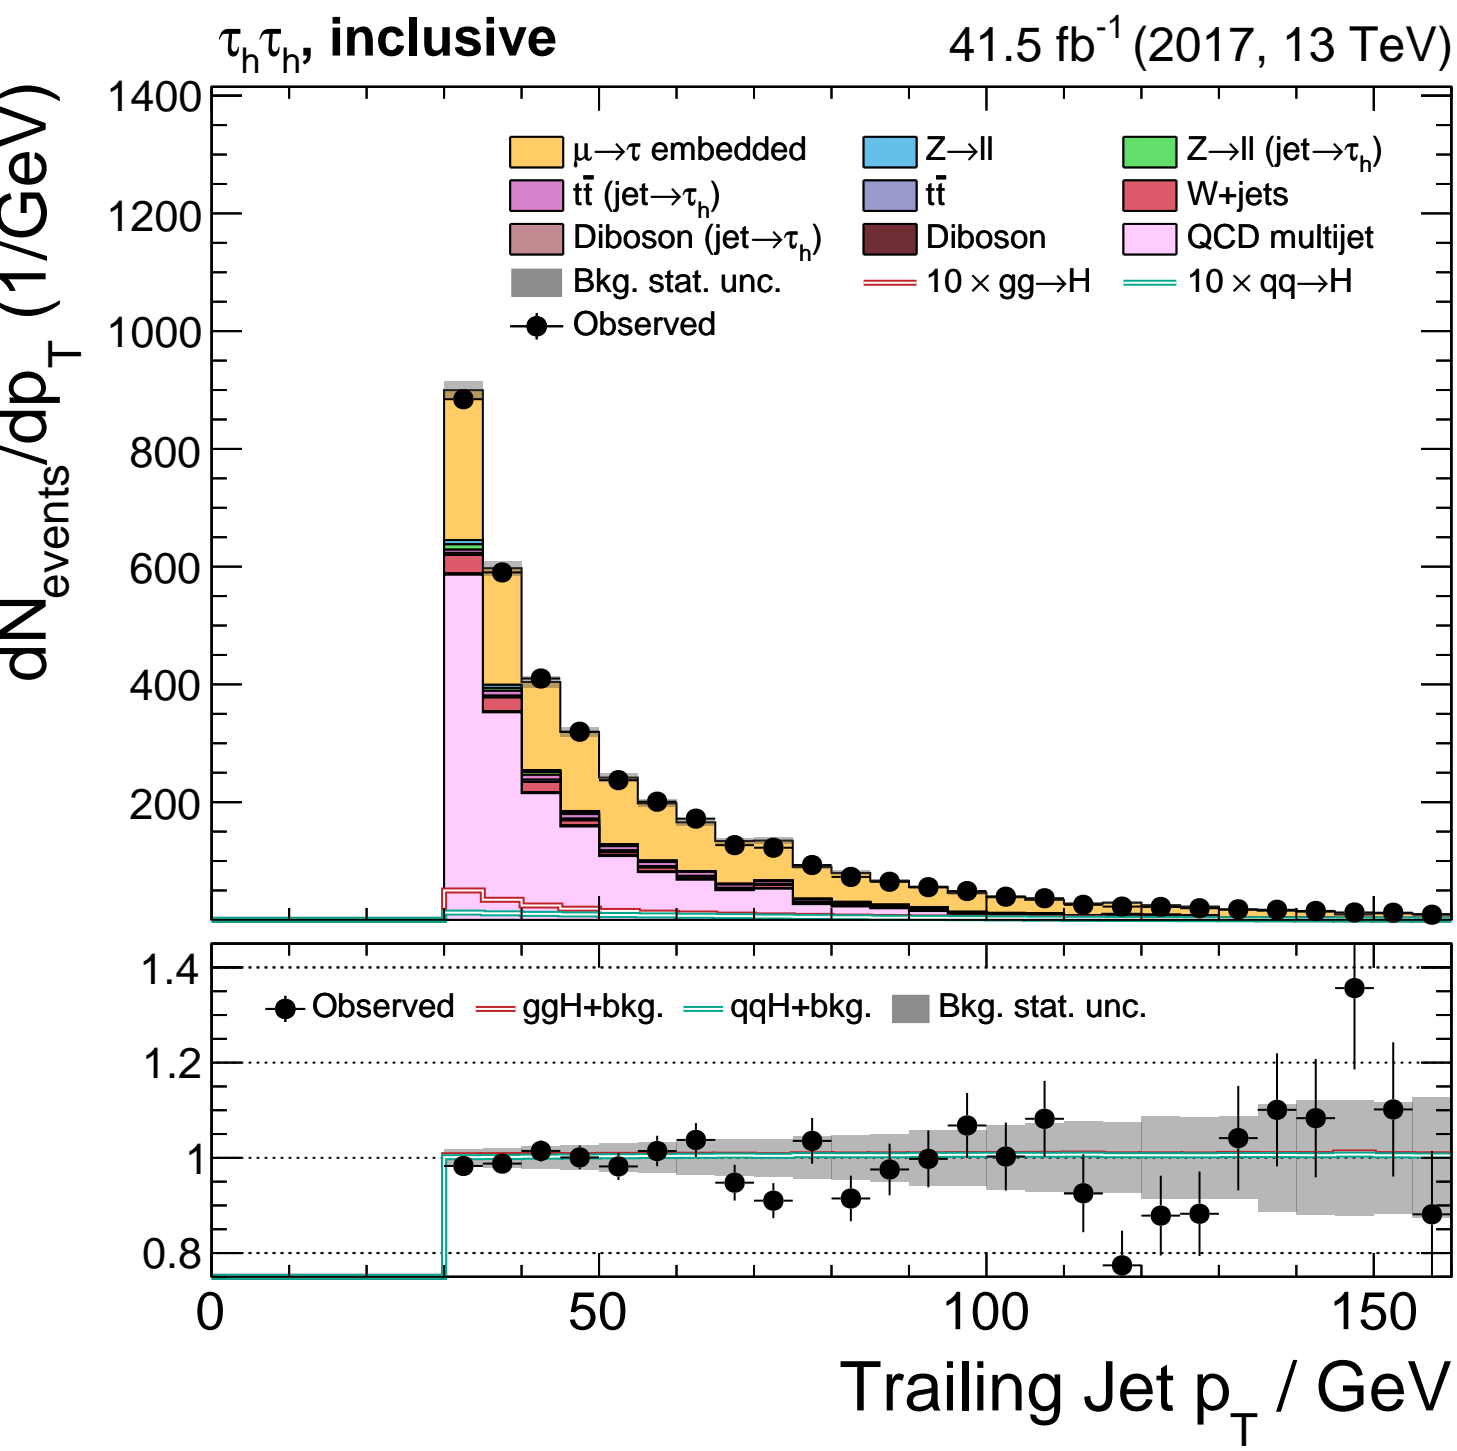 τhτh, inclusive 41.5 fb-1 (2017, 13 TeV)
dNevents/dpT (1/GeV)
1400
1200
1000
800
600
400
200
μ→τ embedded Z→ll Z→ll (jet→τh)
tt̄ (jet→τh) tt̄ W+jets
Diboson (jet→τh) Diboson QCD multijet
Bkg. stat. unc. 10 × gg→H 10 × qq→H
Observed
1.4
1.2
1
0.8
Observed ggH+bkg. qqH+bkg. Bkg. stat. unc.
0 50 100 150
Trailing Jet pT / GeV